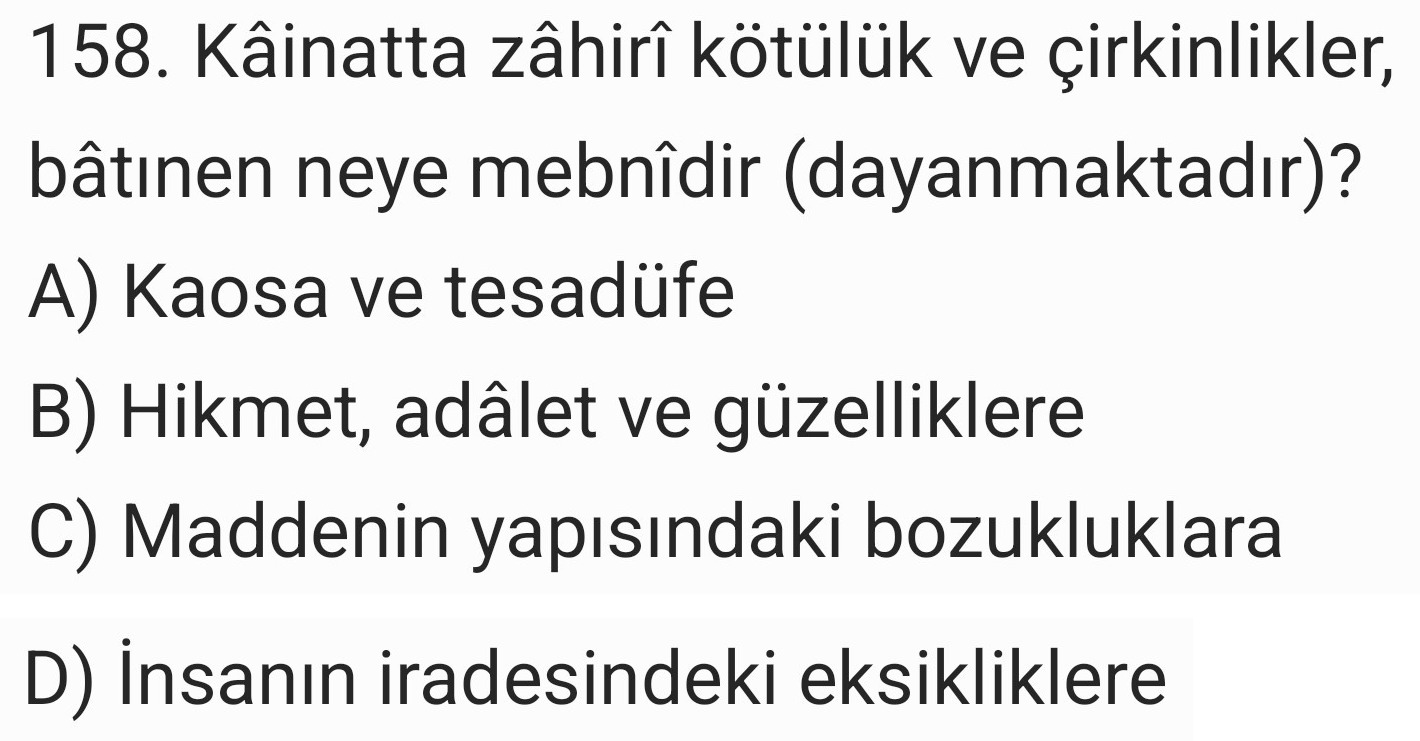 158. Kâinatta zâhirî kötülük ve çirkinlikler,
bâtınen neye mebnîdir (dayanmaktadır)?
A) Kaosa ve tesadüfe
B) Hikmet, adâlet ve güzelliklere
C) Maddenin yapısındaki bozukluklara
D) İnsanın iradesindeki eksikliklere